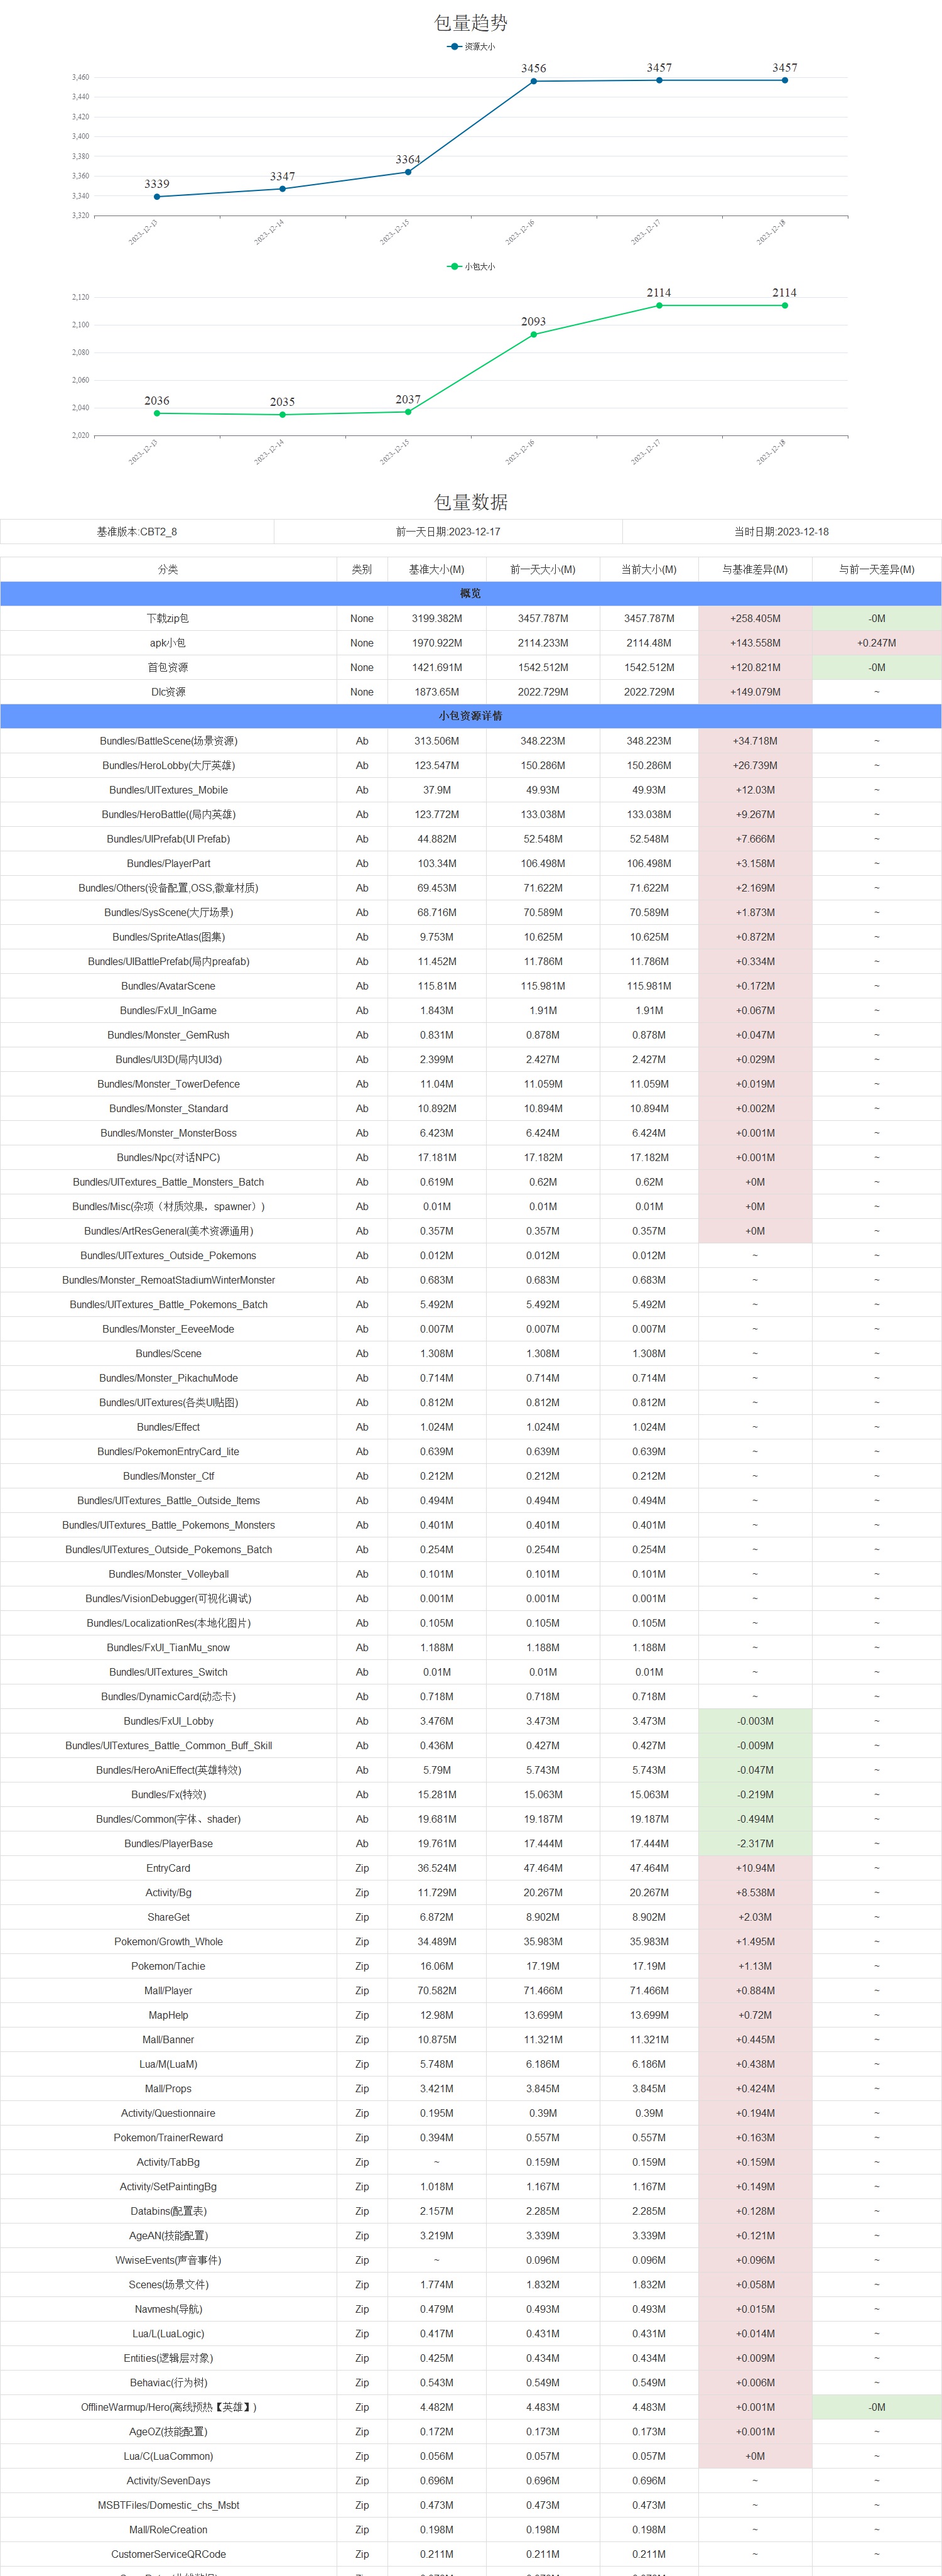 包量趋势
资源大小
3,460
3,440
3,420
3,400
3,380
3,360
3,340
3,320
3339
3347
3364
3456
3457
3457
2023-12-13
2023-12-14
2023-12-15
2023-12-16
2023-12-17
2023-12-18
小包大小
2,120
2,100
2,080
2,060
2,040
2,020
2036
2035
2037
2093
2114
2114
2023-12-13
2023-12-14
2023-12-15
2023-12-16
2023-12-17
2023-12-18
包量数据
基准版本:CBT2_8 前一天日期:2023-12-17 当时日期:2023-12-18
分类 类别 基准大小(M) 前一天大小(M) 当前大小(M) 与基准差异(M) 与前一天差异(M)
概览
下载zip包 None 3199.382M 3457.787M 3457.787M +258.405M -0M
apk小包 None 1970.922M 2114.233M 2114.48M +143.558M +0.247M
首包资源 None 1421.691M 1542.512M 1542.512M +120.821M -0M
Dlc资源 None 1873.65M 2022.729M 2022.729M +149.079M ~
小包资源详情
Bundles/BattleScene(场景资源) Ab 313.506M 348.223M 348.223M +34.718M ~
Bundles/HeroLobby(大厅英雄) Ab 123.547M 150.286M 150.286M +26.739M ~
Bundles/UITextures_Mobile Ab 37.9M 49.93M 49.93M +12.03M ~
Bundles/HeroBattle((局内英雄) Ab 123.772M 133.038M 133.038M +9.267M ~
Bundles/UIPrefab(UI Prefab) Ab 44.882M 52.548M 52.548M +7.666M ~
Bundles/PlayerPart Ab 103.34M 106.498M 106.498M +3.158M ~
Bundles/Others(设备配置,OSS,徽章材质) Ab 69.453M 71.622M 71.622M +2.169M ~
Bundles/SysScene(大厅场景) Ab 68.716M 70.589M 70.589M +1.873M ~
Bundles/SpriteAtlas(图集) Ab 9.753M 10.625M 10.625M +0.872M ~
Bundles/UIBattlePrefab(局内preafab) Ab 11.452M 11.786M 11.786M +0.334M ~
Bundles/AvatarScene Ab 115.81M 115.981M 115.981M +0.172M ~
Bundles/FxUI_InGame Ab 1.843M 1.91M 1.91M +0.067M ~
Bundles/Monster_GemRush Ab 0.831M 0.878M 0.878M +0.047M ~
Bundles/UI3D(局内UI3d) Ab 2.399M 2.427M 2.427M +0.029M ~
Bundles/Monster_TowerDefence Ab 11.04M 11.059M 11.059M +0.019M ~
Bundles/Monster_Standard Ab 10.892M 10.894M 10.894M +0.002M ~
Bundles/Monster_MonsterBoss Ab 6.423M 6.424M 6.424M +0.001M ~
Bundles/Npc(对话NPC) Ab 17.181M 17.182M 17.182M +0.001M ~
Bundles/UITextures_Battle_Monsters_Batch Ab 0.619M 0.62M 0.62M +0M ~
Bundles/Misc(杂项（材质效果，spawner）) Ab 0.01M 0.01M 0.01M +0M ~
Bundles/ArtResGeneral(美术资源通用) Ab 0.357M 0.357M 0.357M +0M ~
Bundles/UITextures_Outside_Pokemons Ab 0.012M 0.012M 0.012M ~ ~
Bundles/Monster_RemoatStadiumWinterMonster Ab 0.683M 0.683M 0.683M ~ ~
Bundles/UITextures_Battle_Pokemons_Batch Ab 5.492M 5.492M 5.492M ~ ~
Bundles/Monster_EeveeMode Ab 0.007M 0.007M 0.007M ~ ~
Bundles/Scene Ab 1.308M 1.308M 1.308M ~ ~
Bundles/Monster_PikachuMode Ab 0.714M 0.714M 0.714M ~ ~
Bundles/UITextures(各类UI贴图) Ab 0.812M 0.812M 0.812M ~ ~
Bundles/Effect Ab 1.024M 1.024M 1.024M ~ ~
Bundles/PokemonEntryCard_lite Ab 0.639M 0.639M 0.639M ~ ~
Bundles/Monster_Ctf Ab 0.212M 0.212M 0.212M ~ ~
Bundles/UITextures_Battle_Outside_Items Ab 0.494M 0.494M 0.494M ~ ~
Bundles/UITextures_Battle_Pokemons_Monsters Ab 0.401M 0.401M 0.401M ~ ~
Bundles/UITextures_Outside_Pokemons_Batch Ab 0.254M 0.254M 0.254M ~ ~
Bundles/Monster_Volleyball Ab 0.101M 0.101M 0.101M ~ ~
Bundles/VisionDebugger(可视化调试) Ab 0.001M 0.001M 0.001M ~ ~
Bundles/LocalizationRes(本地化图片) Ab 0.105M 0.105M 0.105M ~ ~
Bundles/FxUI_TianMu_snow Ab 1.188M 1.188M 1.188M ~ ~
Bundles/UITextures_Switch Ab 0.01M 0.01M 0.01M ~ ~
Bundles/DynamicCard(动态卡) Ab 0.718M 0.718M 0.718M ~ ~
Bundles/FxUI_Lobby Ab 3.476M 3.473M 3.473M -0.003M ~
Bundles/UITextures_Battle_Common_Buff_Skill Ab 0.436M 0.427M 0.427M -0.009M ~
Bundles/HeroAniEffect(英雄特效) Ab 5.79M 5.743M 5.743M -0.047M ~
Bundles/Fx(特效) Ab 15.281M 15.063M 15.063M -0.219M ~
Bundles/Common(字体、shader) Ab 19.681M 19.187M 19.187M -0.494M ~
Bundles/PlayerBase Ab 19.761M 17.444M 17.444M -2.317M ~
EntryCard Zip 36.524M 47.464M 47.464M +10.94M ~
Activity/Bg Zip 11.729M 20.267M 20.267M +8.538M ~
ShareGet Zip 6.872M 8.902M 8.902M +2.03M ~
Pokemon/Growth_Whole Zip 34.489M 35.983M 35.983M +1.495M ~
Pokemon/Tachie Zip 16.06M 17.19M 17.19M +1.13M ~
Mall/Player Zip 70.582M 71.466M 71.466M +0.884M ~
MapHelp Zip 12.98M 13.699M 13.699M +0.72M ~
Mall/Banner Zip 10.875M 11.321M 11.321M +0.445M ~
Lua/M(LuaM) Zip 5.748M 6.186M 6.186M +0.438M ~
Mall/Props Zip 3.421M 3.845M 3.845M +0.424M ~
Activity/Questionnaire Zip 0.195M 0.39M 0.39M +0.194M ~
Pokemon/TrainerReward Zip 0.394M 0.557M 0.557M +0.163M ~
Activity/TabBg Zip ~ 0.159M 0.159M +0.159M ~
Activity/SetPaintingBg Zip 1.018M 1.167M 1.167M +0.149M ~
Databins(配置表) Zip 2.157M 2.285M 2.285M +0.128M ~
AgeAN(技能配置) Zip 3.219M 3.339M 3.339M +0.121M ~
WwiseEvents(声音事件) Zip ~ 0.096M 0.096M +0.096M ~
Scenes(场景文件) Zip 1.774M 1.832M 1.832M +0.058M ~
Navmesh(导航) Zip 0.479M 0.493M 0.493M +0.015M ~
Lua/L(LuaLogic) Zip 0.417M 0.431M 0.431M +0.014M ~
Entities(逻辑层对象) Zip 0.425M 0.434M 0.434M +0.009M ~
Behaviac(行为树) Zip 0.543M 0.549M 0.549M +0.006M ~
OfflineWarmup/Hero(离线预热【英雄】) Zip 4.482M 4.483M 4.483M +0.001M -0M
AgeOZ(技能配置) Zip 0.172M 0.173M 0.173M +0.001M ~
Lua/C(LuaCommon) Zip 0.056M 0.057M 0.057M +0M ~
Activity/SevenDays Zip 0.696M 0.696M 0.696M ~ ~
MSBTFiles/Domestic_chs_Msbt Zip 0.473M 0.473M 0.473M ~ ~
Mall/RoleCreation Zip 0.198M 0.198M 0.198M ~ ~
CustomerServiceQRCode Zip 0.211M 0.211M 0.211M ~ ~